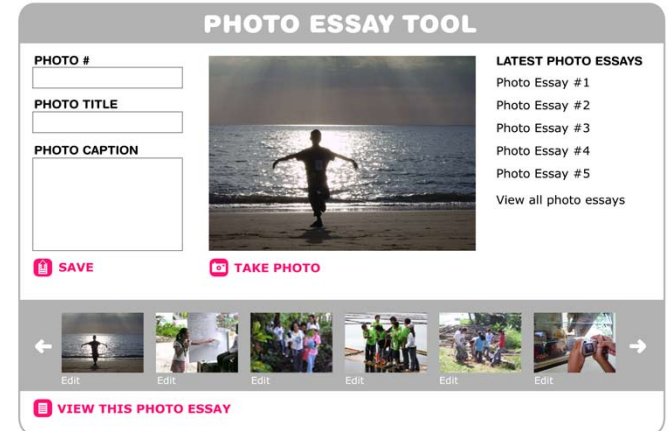 PHOTO ESSAY TOOL
PHOTO #
PHOTO TITLE
PHOTO CAPTION
SAVE
TAKE PHOTO
LATEST PHOTO ESSAYS
Photo Essay #1
Photo Essay #2
Photo Essay #3
Photo Essay #4
Photo Essay #5
View all photo essays
Edit
Edit
Edit
Edit
Edit
Edit
VIEW THIS PHOTO ESSAY